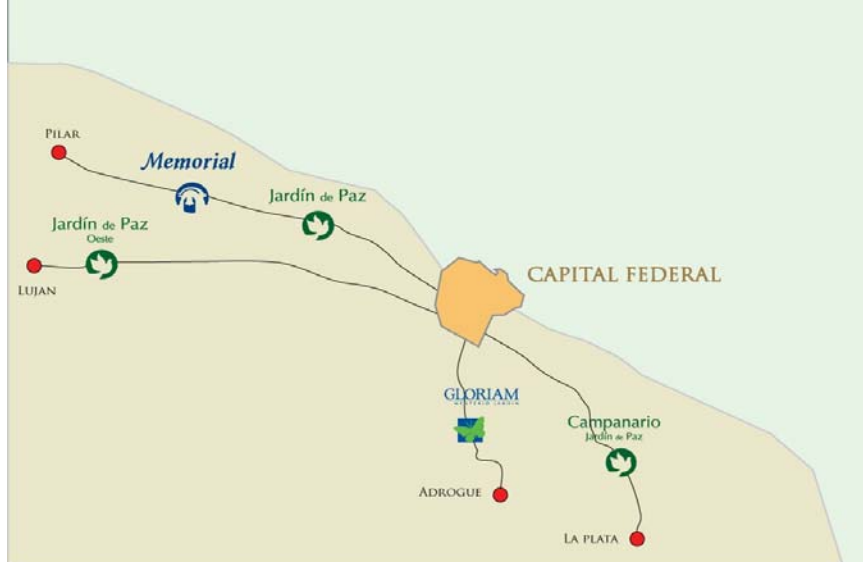 PILAR
Memorial
Jardín de Paz
Jardín de Paz
Oeste
LUJAN
CAPITAL FEDERAL
GLORIAM
Campanario
Jardín de Paz
ADROGUE
LA PLATA